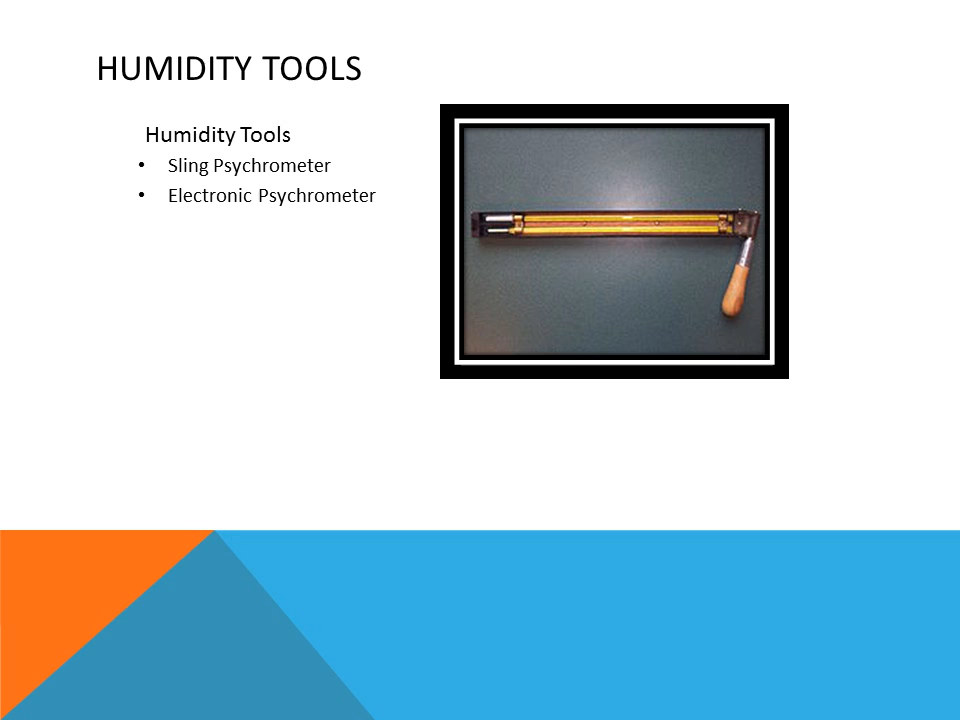 HUMIDITY TOOLS
Humidity Tools
• Sling Psychrometer
• Electronic Psychrometer